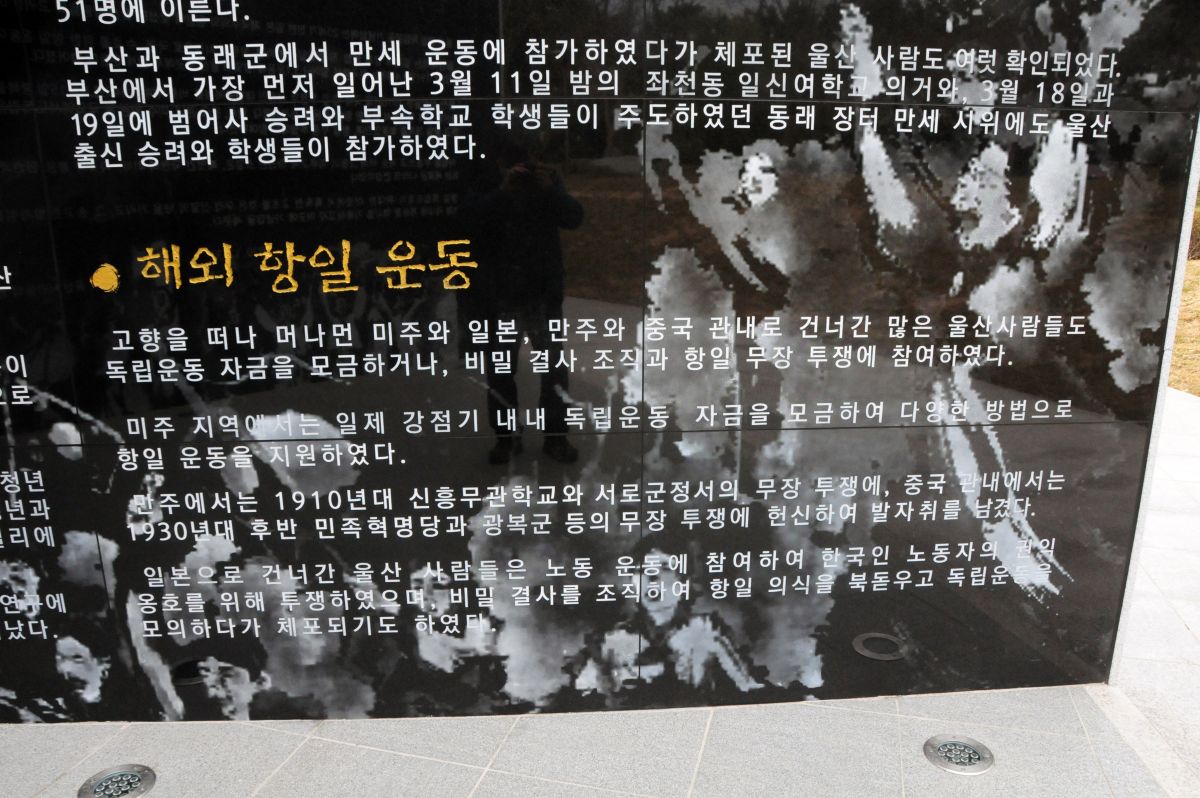 51명에 이른다.
부산과 동래군에서 만세 운동에 참가하였다가 체포된 울산 사람도 여럿 확인되었다.
부산에서 가장 먼저 일어난 3월 11일 밤의 좌천동 일신여학교 의거와, 3월 18일과
19일에 범어사 승려와 부속학교 학생들이 주도하였던 동래 장터 만세 시위에도 울산
출신 승려와 학생들이 참가하였다.
해외 항일 운동
고향을 떠나 머나먼 미주와 일본, 만주와 중국 관내로 건너간 많은 울산사람들도
독립운동 자금을 모금하거나, 비밀 결사 조직과 항일 무장 투쟁에 참여하였다.
미주 지역에서는 일제 강점기 내내 독립운동 자금을 모금하여 다양한 방법으로
항일 운동을 지원하였다.
만주에서는 1910년대 신흥무관학교와 서로군정서의 무장 투쟁에, 중국 관내에서는
1930년대 후반 민족혁명당과 광복군 등의 무장 투쟁에 헌신하여 발자취를 남겼다.
일본으로 건너간 울산 사람들은 노동 운동에 참여하여 한국인 노동자의 권익
옹호를 위해 투쟁하였으며, 비밀 결사를 조직하여 항일 의식을 북돋우고 독립운동을
모의하다가 체포되기도 하였다.
산
이
으로
청년
년과
리에
연구에
났다.